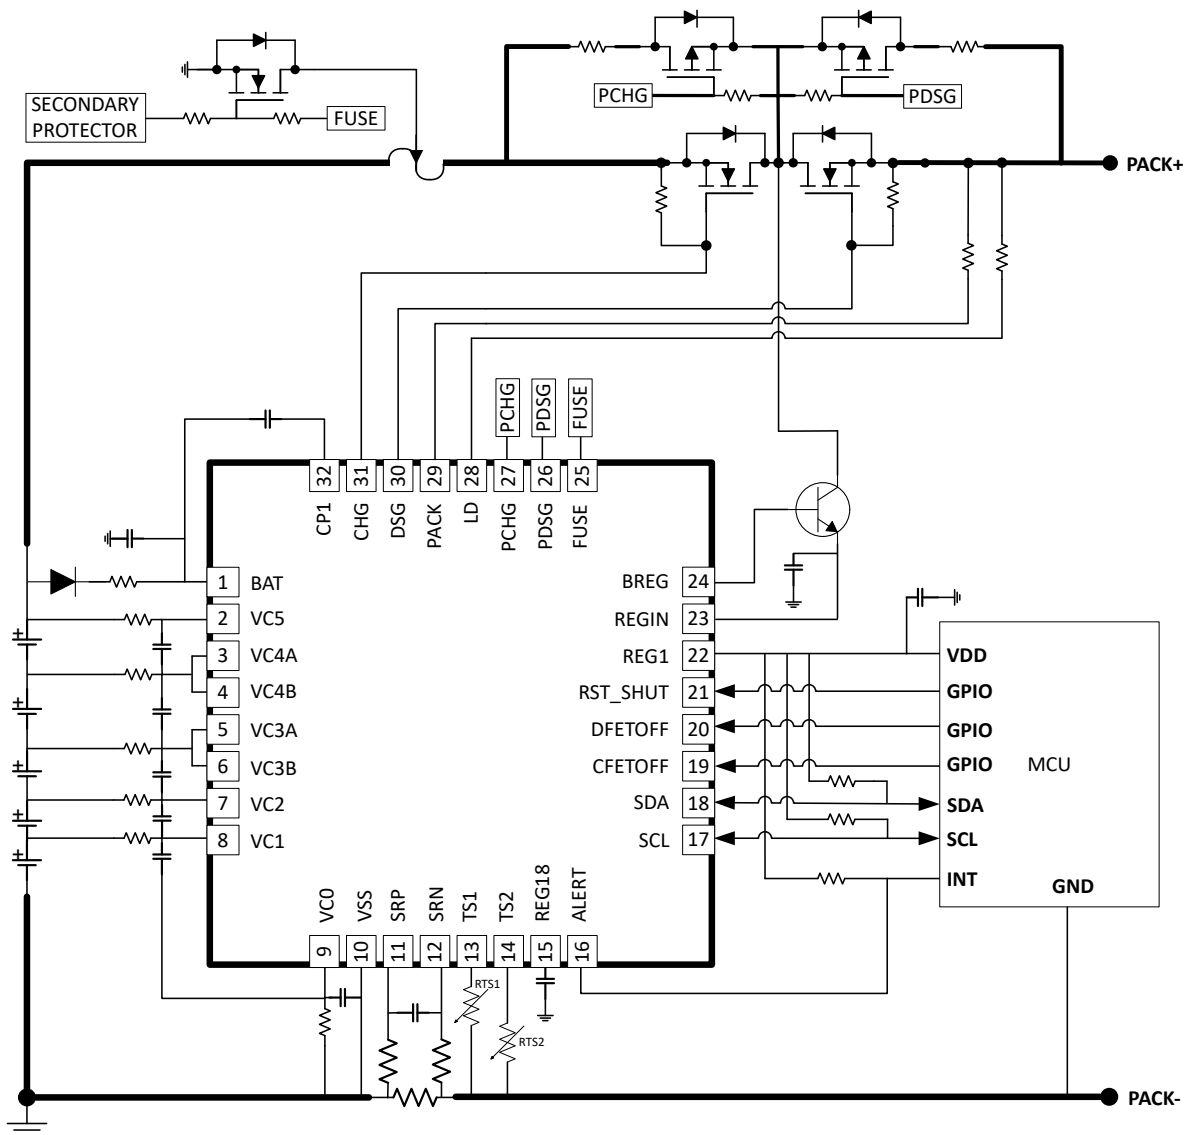 SECONDARY
PROTECTOR
FUSE
PCHG
PDSG
PACK+
PCHG
PDSG
FUSE
32
31
30
29
28
27
26
25
CP1
CHG
DSG
PACK
LD
PCHG
PDSG
FUSE
1 BAT
2 VC5
3 VC4A
4 VC4B
5 VC3A
6 VC3B
7 VC2
8 VC1
BREG 24
REGIN 23
REG1 22
RST_SHUT 21
DFETOFF 20
CFETOFF 19
SDA 18
SCL 17
VDD
GPIO
GPIO
GPIO
MCU
SDA
SCL
INT
GND
VC0
VSS
SRP
SRN
TS1
TS2
REG18
ALERT
9
10
11
12
13
14
15
16
RTS1
RTS2
PACK-
+
+
+
+
+